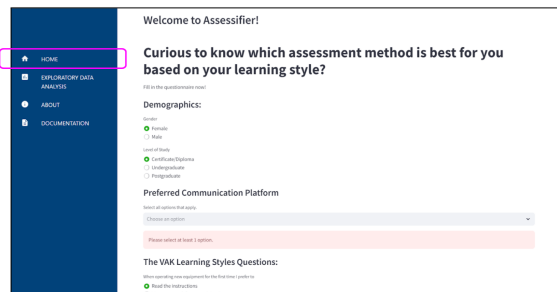 Welcome to Assessifier!
Curious to know which assessment method is best for you
based on your learning style?
Fill in the questionnaire now!
HOME
EXPLORATORY DATA
ANALYSIS
ABOUT
DOCUMENTATION
Demographics:
Gender
Female
Male
Level of Study
Certificate/Diploma
Undergraduate
Postgraduate
Preferred Communication Platform
Select all options that apply.
Choose an option
Please select at least 1 option.
The VAK Learning Styles Questions:
When operating new equipment for the first time I prefer to
Read the instructions